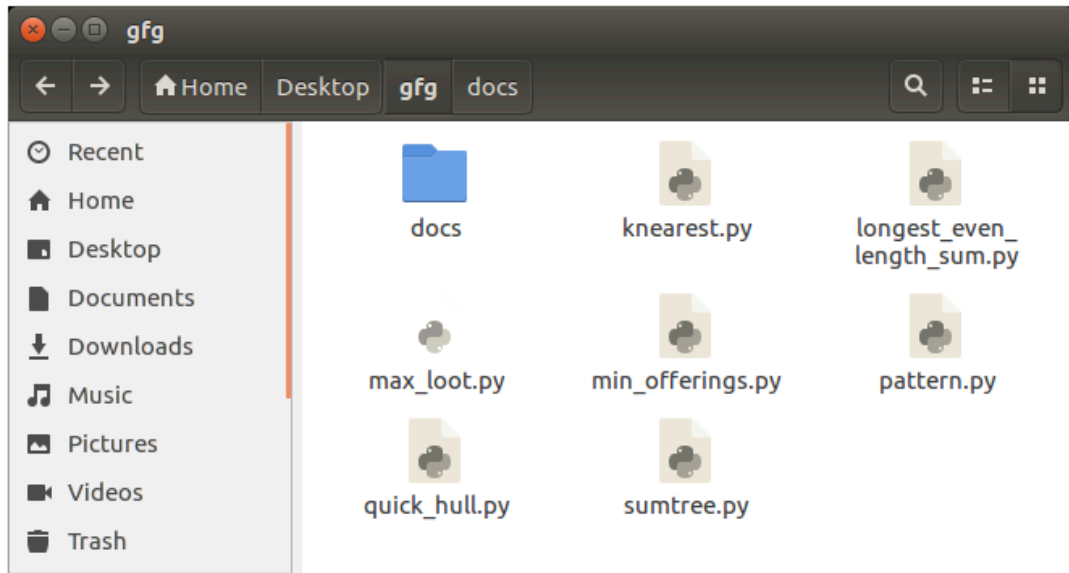 gfg
Home Desktop gfg docs
Recent
Home
Desktop
Documents
Downloads
Music
Pictures
Videos
Trash
docs
knearest.py
longest_even_
length_sum.py
max_loot.py
min_offerings.py
pattern.py
quick_hull.py
sumtree.py